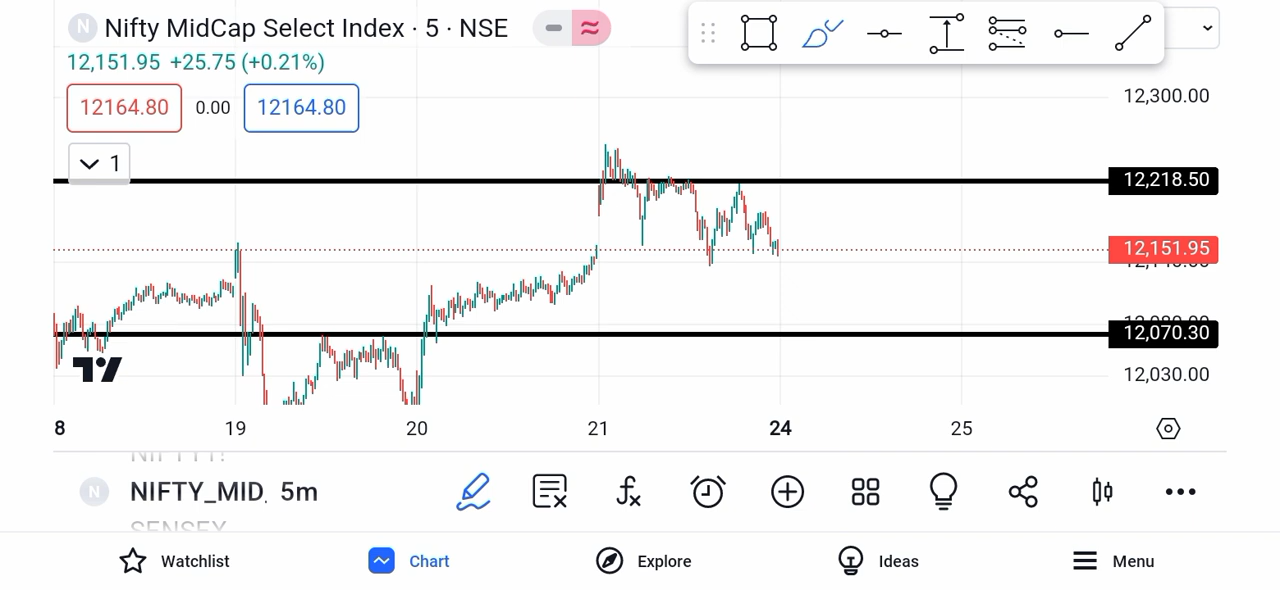 N Nifty MidCap Select Index · 5 · NSE
12,151.95 +25.75 (+0.21%)
12164.80 0.00 12164.80
1
12,300.00
12,218.50
12,151.95
12,070.30
12,030.00
8 19 20 21 24 25
N NIFTY_MID 5m
SENSEX
Watchlist Chart Explore Ideas Menu